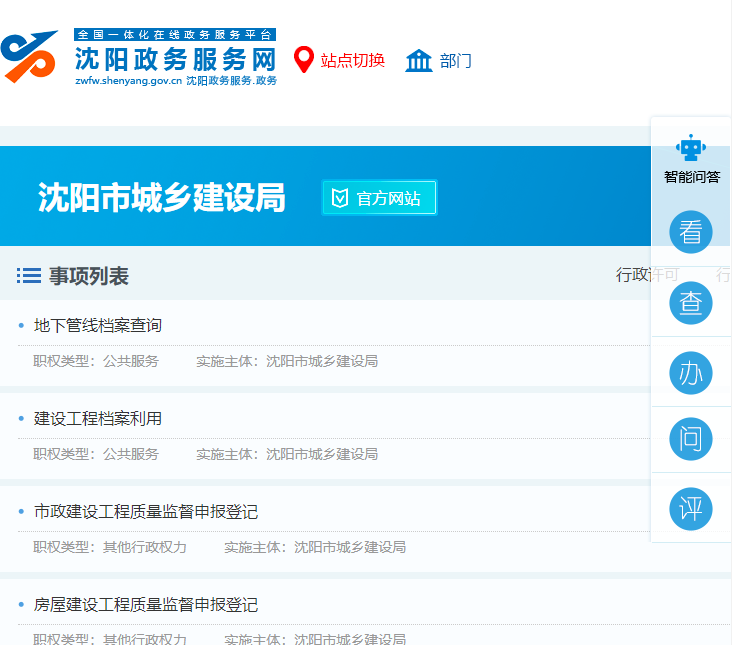 全国一体化在线政务服务平台
沈阳政务服务网
zwfw.shenyang.gov.cn 沈阳政务服务.政务
站点切换
部门
智能问答
沈阳市城乡建设局
官方网站
看
事项列表
行政许可
行
查
地下管线档案查询
职权类型：公共服务 实施主体：沈阳市城乡建设局
办
建设工程档案利用
问
职权类型：公共服务 实施主体：沈阳市城乡建设局
市政建设工程质量监督申报登记
评
职权类型：其他行政权力 实施主体：沈阳市城乡建设局
房屋建设工程质量监督申报登记
职权类型：其他行政权力 实施主体：沈阳市城乡建设局